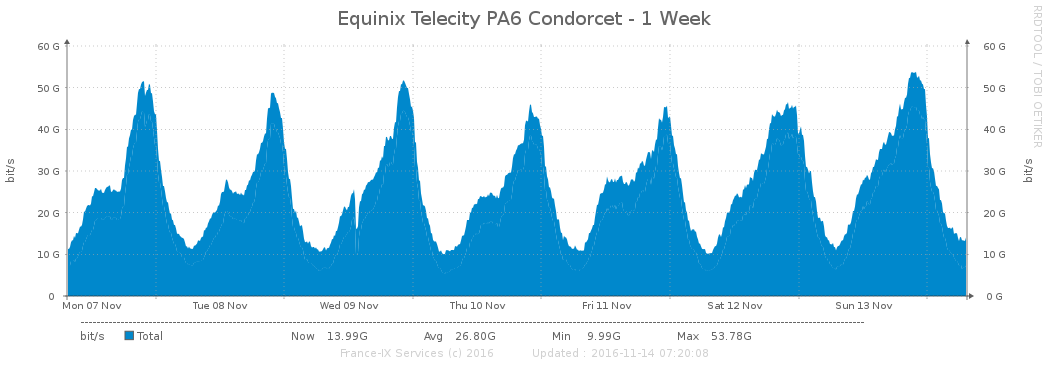 Equinix Telecity PA6 Condorcet - 1 Week
RRDTOOL / TOBI OETIKER
bit/s
60 G
50 G
40 G
30 G
20 G
10 G
0
60 G
50 G
40 G
30 G
20 G
10 G
0 G
bit/s
Mon 07 Nov Tue 08 Nov Wed 09 Nov Thu 10 Nov Fri 11 Nov Sat 12 Nov Sun 13 Nov
bit/s Total Now 13.99G Avg 26.80G Min 9.99G Max 53.78G
France-IX Services (c) 2016 Updated : 2016-11-14 07:20:08